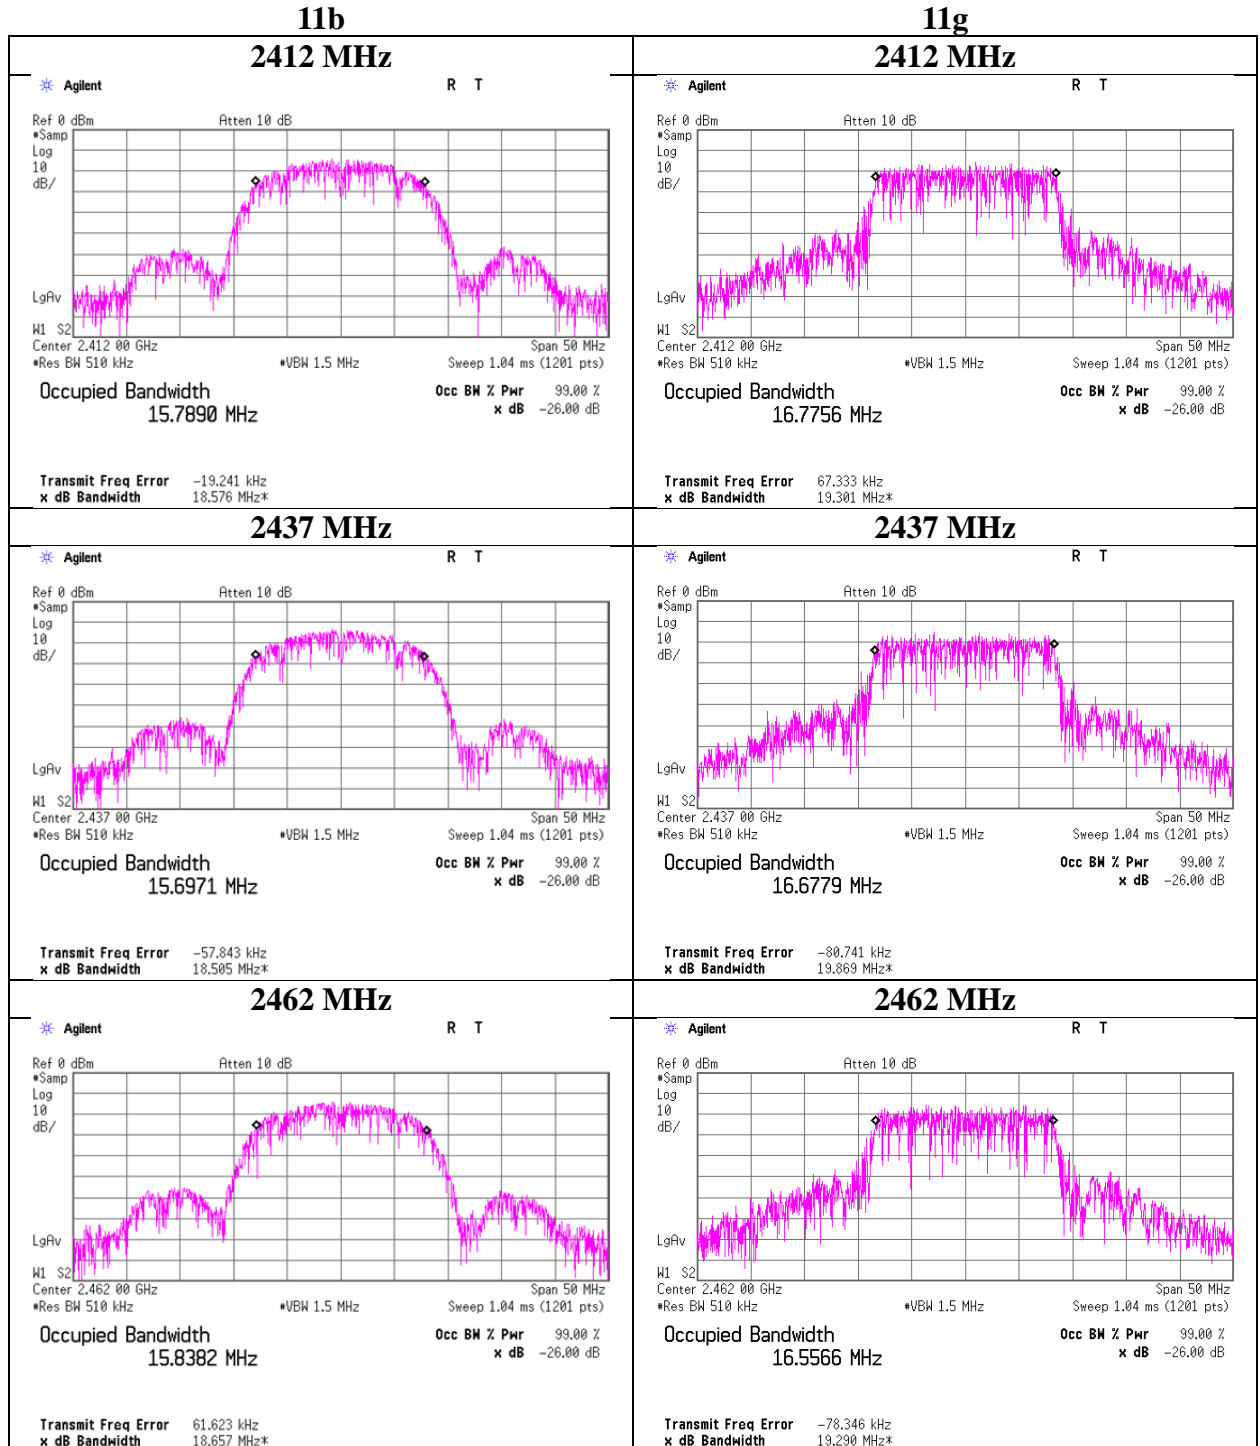 11b 11g
2412 MHz 2412 MHz
Agilent R T
Ref 0 dBm Atten 10 dB
#Samp
Log
10
dB/
LgAv
W1 S2
Center 2.412 00 GHz Span 50 MHz
#Res BW 510 kHz #VBW 1.5 MHz Sweep 1.04 ms (1201 pts)
Occupied Bandwidth Occ BW % Pwr 99.00 %
15.7890 MHz x dB -26.00 dB
Transmit Freq Error -19.241 kHz
x dB Bandwidth 18.576 MHz*
Agilent R T
Ref 0 dBm Atten 10 dB
#Samp
Log
10
dB/
LgAv
W1 S2
Center 2.412 00 GHz Span 50 MHz
#Res BW 510 kHz #VBW 1.5 MHz Sweep 1.04 ms (1201 pts)
Occupied Bandwidth Occ BW % Pwr 99.00 %
16.7756 MHz x dB -26.00 dB
Transmit Freq Error 67.333 kHz
x dB Bandwidth 19.301 MHz*
2437 MHz 2437 MHz
Agilent R T
Ref 0 dBm Atten 10 dB
#Samp
Log
10
dB/
LgAv
W1 S2
Center 2.437 00 GHz Span 50 MHz
#Res BW 510 kHz #VBW 1.5 MHz Sweep 1.04 ms (1201 pts)
Occupied Bandwidth Occ BW % Pwr 99.00 %
15.6971 MHz x dB -26.00 dB
Transmit Freq Error -57.843 kHz
x dB Bandwidth 18.505 MHz*
Agilent R T
Ref 0 dBm Atten 10 dB
#Samp
Log
10
dB/
LgAv
W1 S2
Center 2.437 00 GHz Span 50 MHz
#Res BW 510 kHz #VBW 1.5 MHz Sweep 1.04 ms (1201 pts)
Occupied Bandwidth Occ BW % Pwr 99.00 %
16.6779 MHz x dB -26.00 dB
Transmit Freq Error -80.741 kHz
x dB Bandwidth 19.869 MHz*
2462 MHz 2462 MHz
Agilent R T
Ref 0 dBm Atten 10 dB
#Samp
Log
10
dB/
LgAv
W1 S2
Center 2.462 00 GHz Span 50 MHz
#Res BW 510 kHz #VBW 1.5 MHz Sweep 1.04 ms (1201 pts)
Occupied Bandwidth Occ BW % Pwr 99.00 %
15.8382 MHz x dB -26.00 dB
Transmit Freq Error 61.623 kHz
x dB Bandwidth 18.657 MHz*
Agilent R T
Ref 0 dBm Atten 10 dB
#Samp
Log
10
dB/
LgAv
W1 S2
Center 2.462 00 GHz Span 50 MHz
#Res BW 510 kHz #VBW 1.5 MHz Sweep 1.04 ms (1201 pts)
Occupied Bandwidth Occ BW % Pwr 99.00 %
16.5566 MHz x dB -26.00 dB
Transmit Freq Error -78.346 kHz
x dB Bandwidth 19.290 MHz*